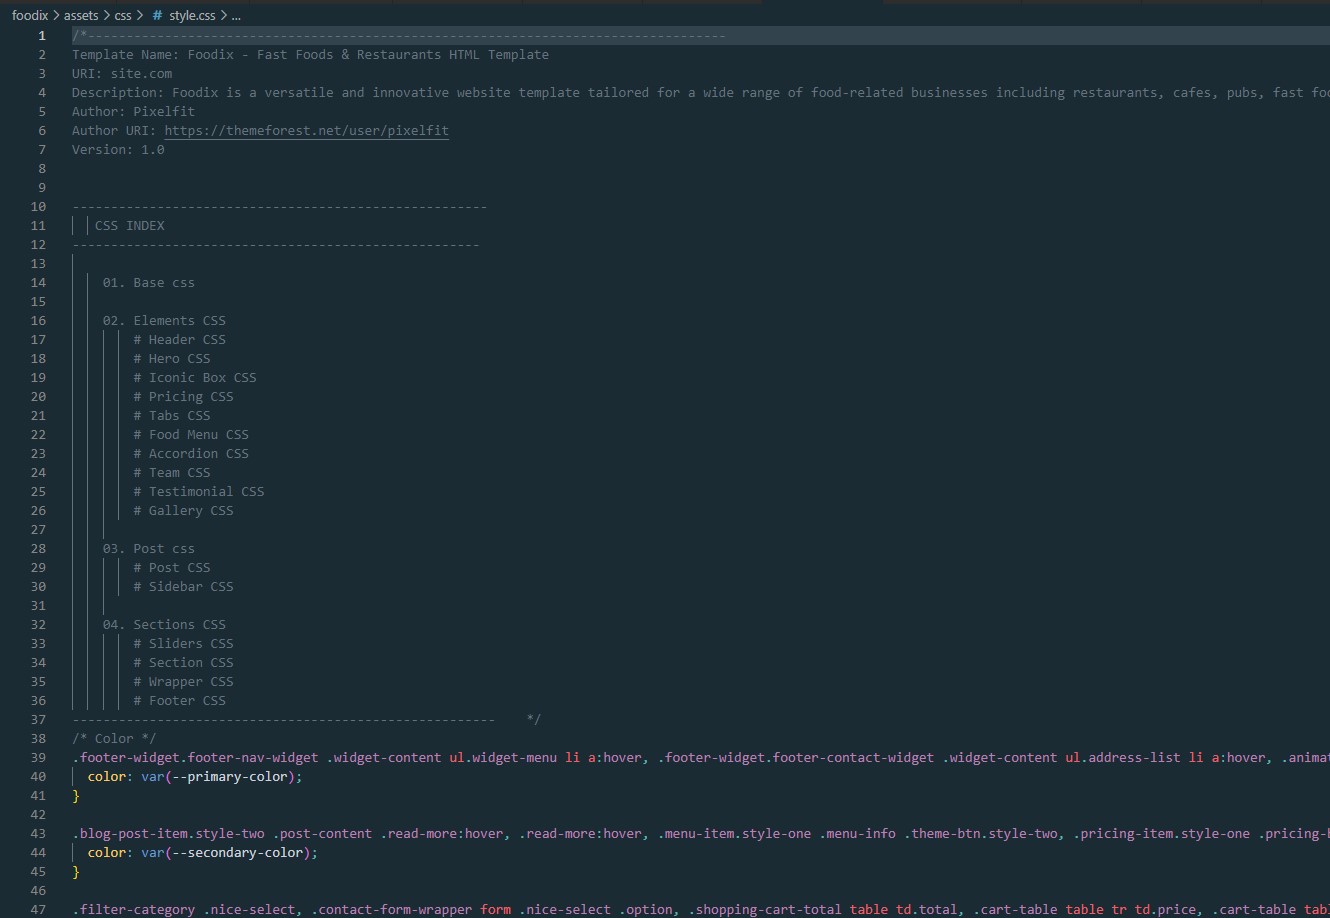 foodix > assets > css > # style.css > ...
1 /*-----------------------------------------------------------------------------------
2 Template Name: Foodix - Fast Foods & Restaurants HTML Template
3 URI: site.com
4 Description: Foodix is a versatile and innovative website template tailored for a wide range of food-related businesses including restaurants, cafes, pubs, fast foo
5 Author: Pixelfit
6 Author URI: https://themeforest.net/user/pixelfit
7 Version: 1.0
8
9
10 ------------------------------------------------------
11 CSS INDEX
12 -----------------------------------------------------
13
14 01. Base css
15
16 02. Elements CSS
17 # Header CSS
18 # Hero CSS
19 # Iconic Box CSS
20 # Pricing CSS
21 # Tabs CSS
22 # Food Menu CSS
23 # Accordion CSS
24 # Team CSS
25 # Testimonial CSS
26 # Gallery CSS
27
28 03. Post css
29 # Post CSS
30 # Sidebar CSS
31
32 04. Sections CSS
33 # Sliders CSS
34 # Section CSS
35 # Wrapper CSS
36 # Footer CSS
37 -------------------------------------------------------    */
38 /* Color */
39 .footer-widget.footer-nav-widget .widget-content ul.widget-menu li a:hover, .footer-widget.footer-contact-widget .widget-content ul.address-list li a:hover, .animat
40 color: var(--primary-color);
41 }
42
43 .blog-post-item.style-two .post-content .read-more:hover, .read-more:hover, .menu-item.style-one .menu-info .theme-btn.style-two, .pricing-item.style-one .pricing-b
44 color: var(--secondary-color);
45 }
46
47 .filter-category .nice-select, .contact-form-wrapper form .nice-select .option, .shopping-cart-total table td.total, .cart-table table tr td.price, .cart-table tabl